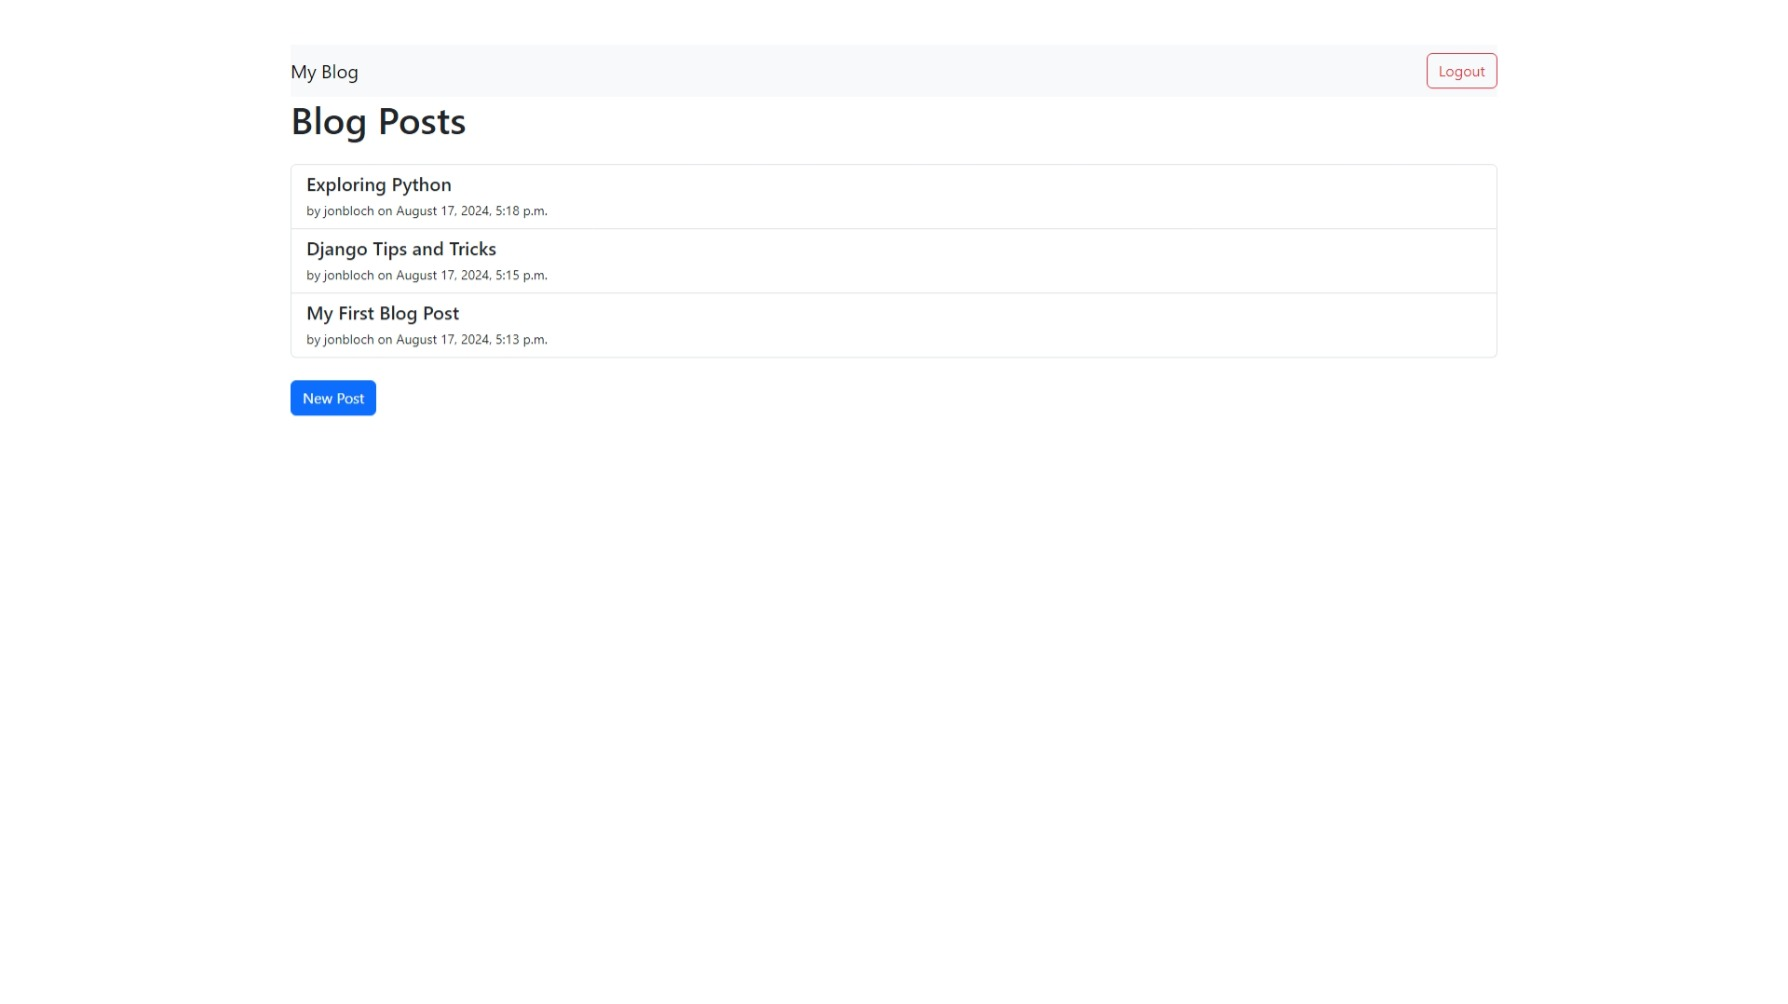 My Blog
Logout
Blog Posts
Exploring Python
by jonbloch on August 17, 2024, 5:18 p.m.
Django Tips and Tricks
by jonbloch on August 17, 2024, 5:15 p.m.
My First Blog Post
by jonbloch on August 17, 2024, 5:13 p.m.
New Post